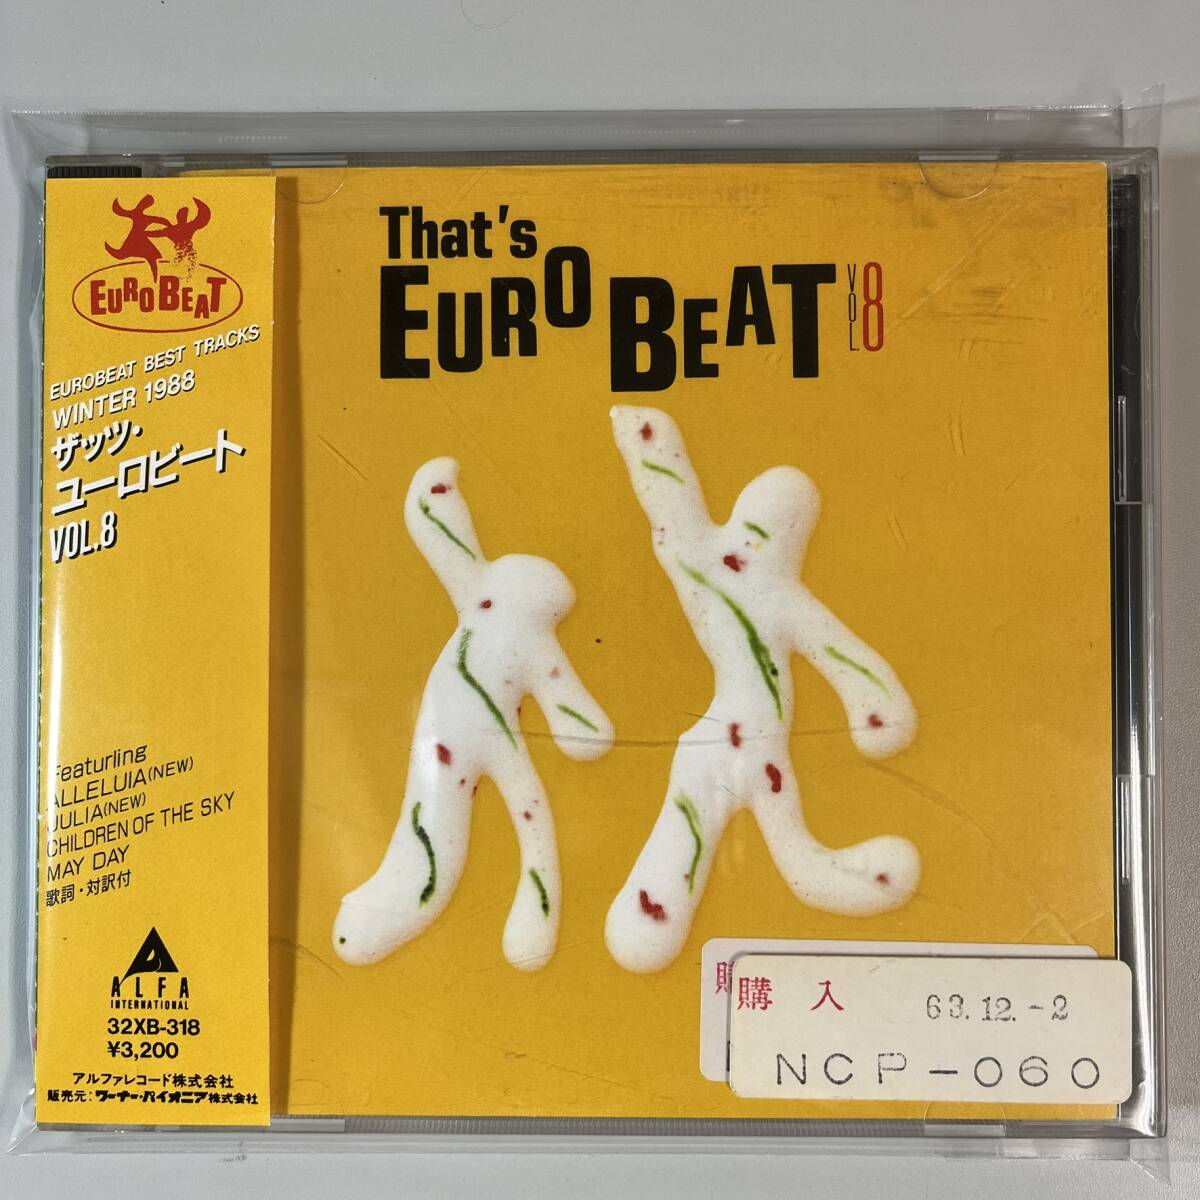 EUROBEAT
EUROBEAT BEST TRACKS
WINTER 1988
ザッツ・
ユーロビート
VOL.8
Featurling
ALLELUIA(NEW)
JULIA(NEW)
CHILDREN OF THE SKY
MAY DAY
歌詞・対訳付
ALFA
INTERNATIONAL
32XB-318
¥3,200
アルファレコード株式会社
販売元:ワーナー・パイオニア株式会社
That's
EUROBEAT
VOL.8
購
購入 63.12.-2
NCP-060